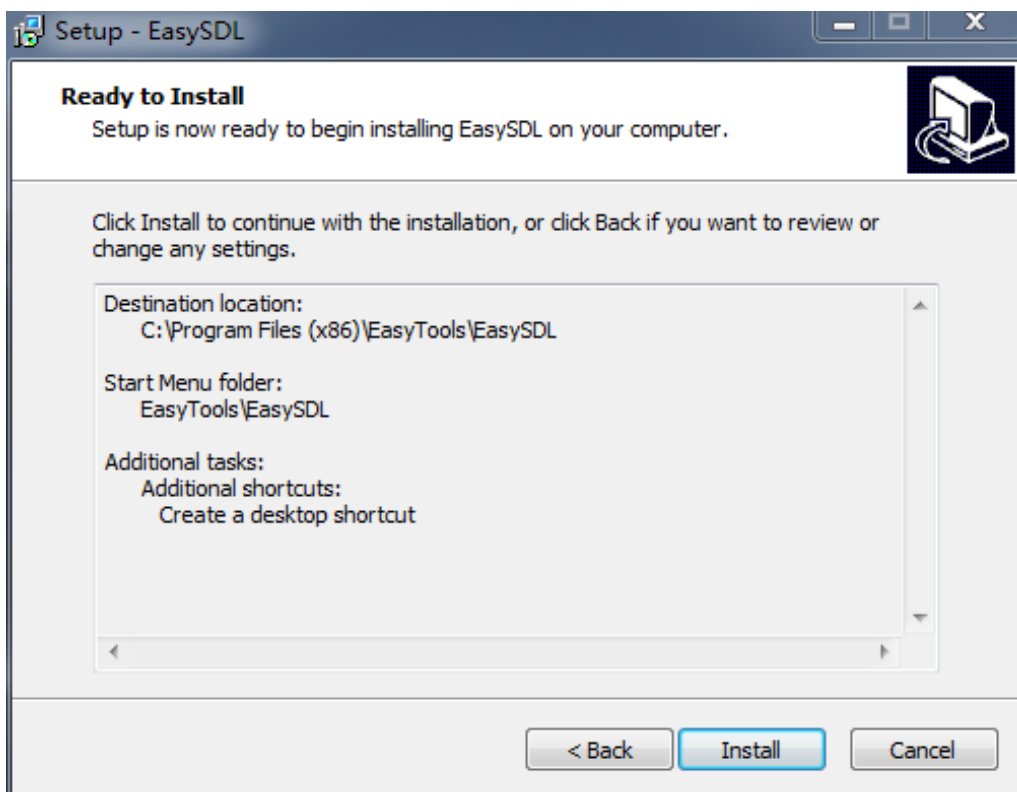 Setup - EasySDL
Ready to Install
Setup is now ready to begin installing EasySDL on your computer.
Click Install to continue with the installation, or click Back if you want to review or
change any settings.
Destination location:
C:\Program Files (x86)\EasyTools\EasySDL
Start Menu folder:
EasyTools\EasySDL
Additional tasks:
Additional shortcuts:
Create a desktop shortcut
< Back
Install
Cancel